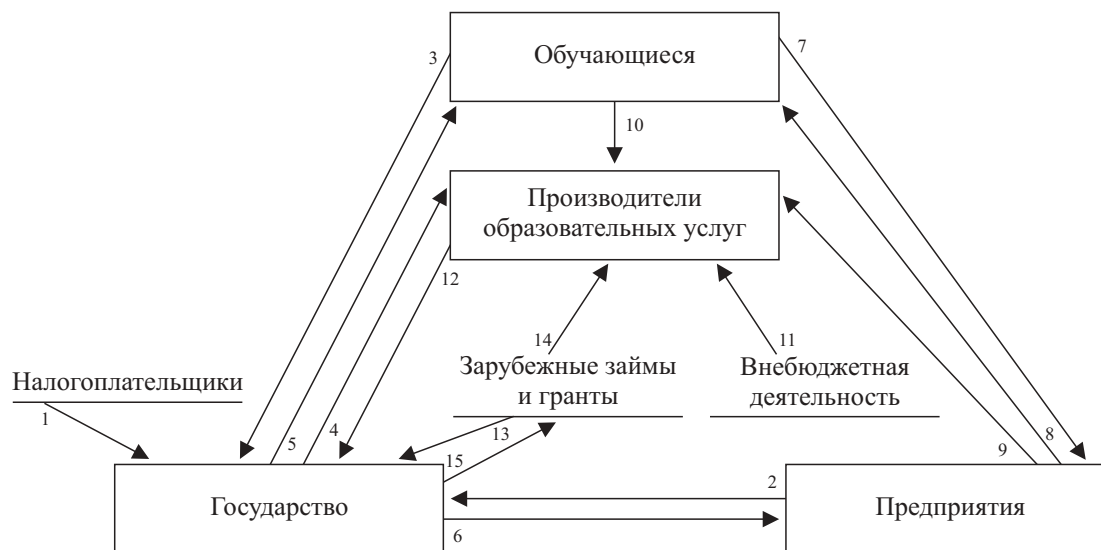 3
Обучающиеся
7
10
Производители
образовательных услуг
12
14
11
Зарубежные займы
и гранты
Внебюджетная
деятельность
Налогоплательщики
1
5
4
13
15
9
8
2
Государство
Предприятия
6